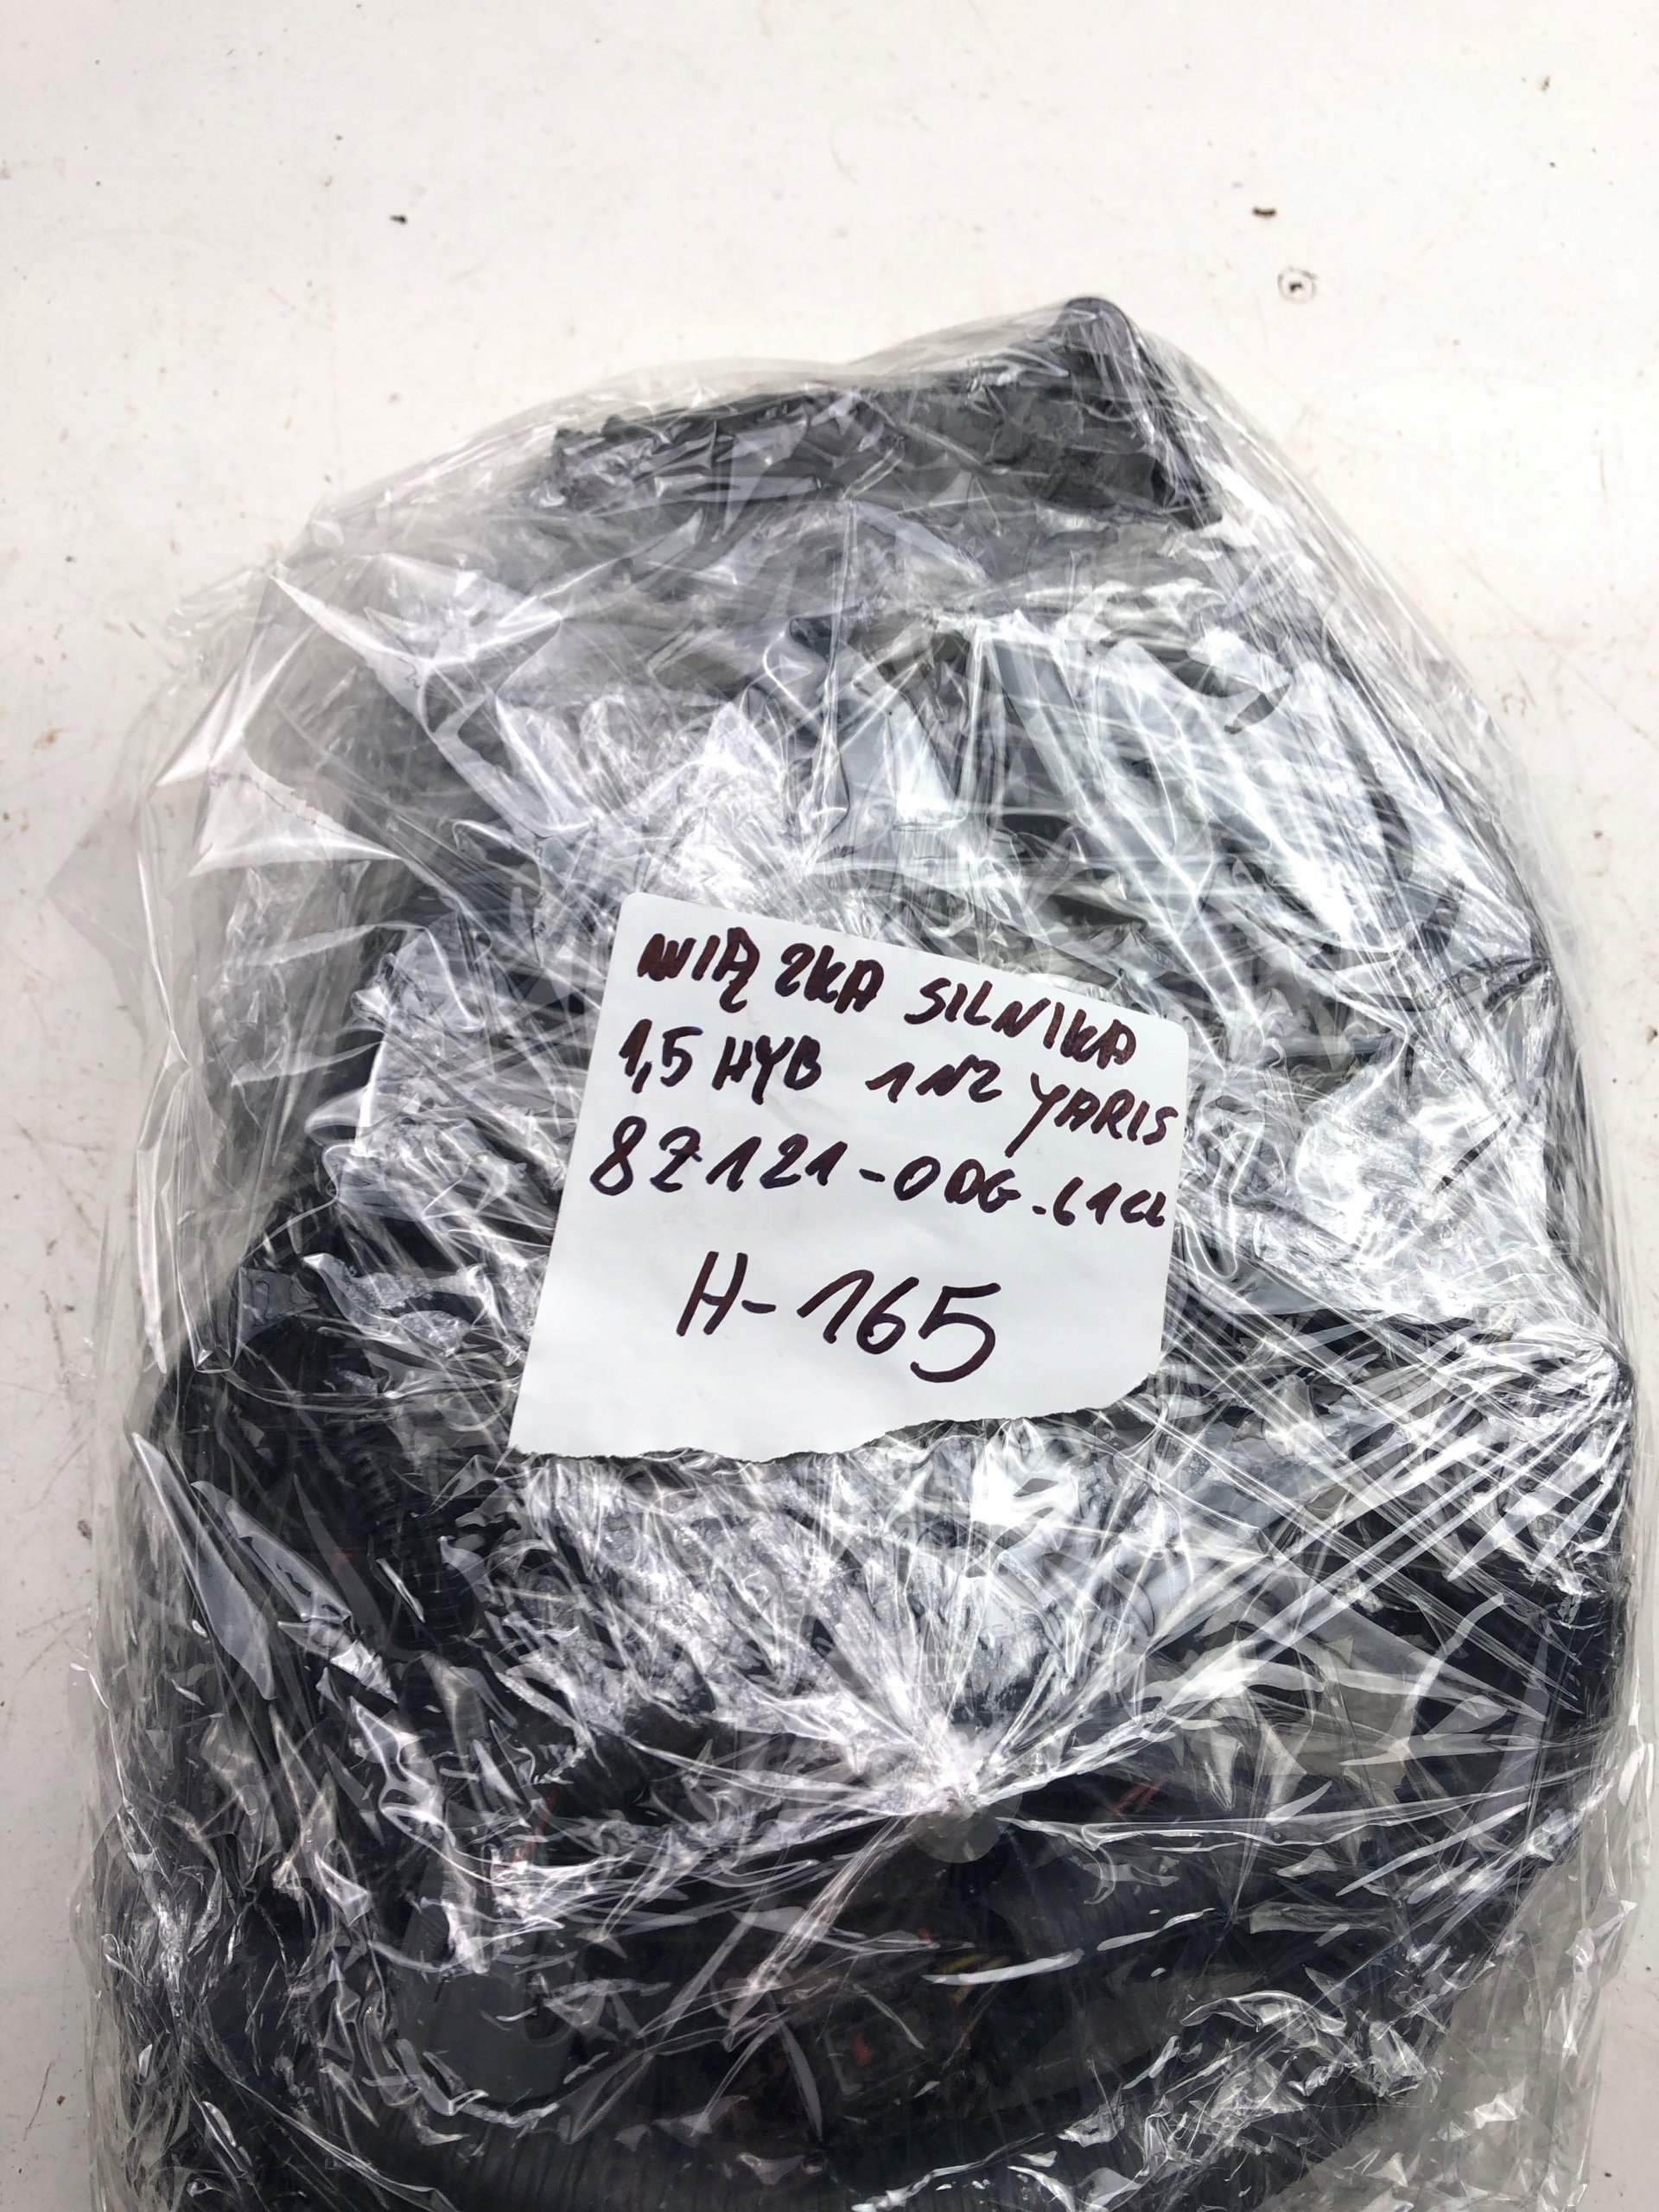 WIĄZKA SILNIKA
1,5 HYB 1NZ YARIS
82121-0DG-61CL
H-165